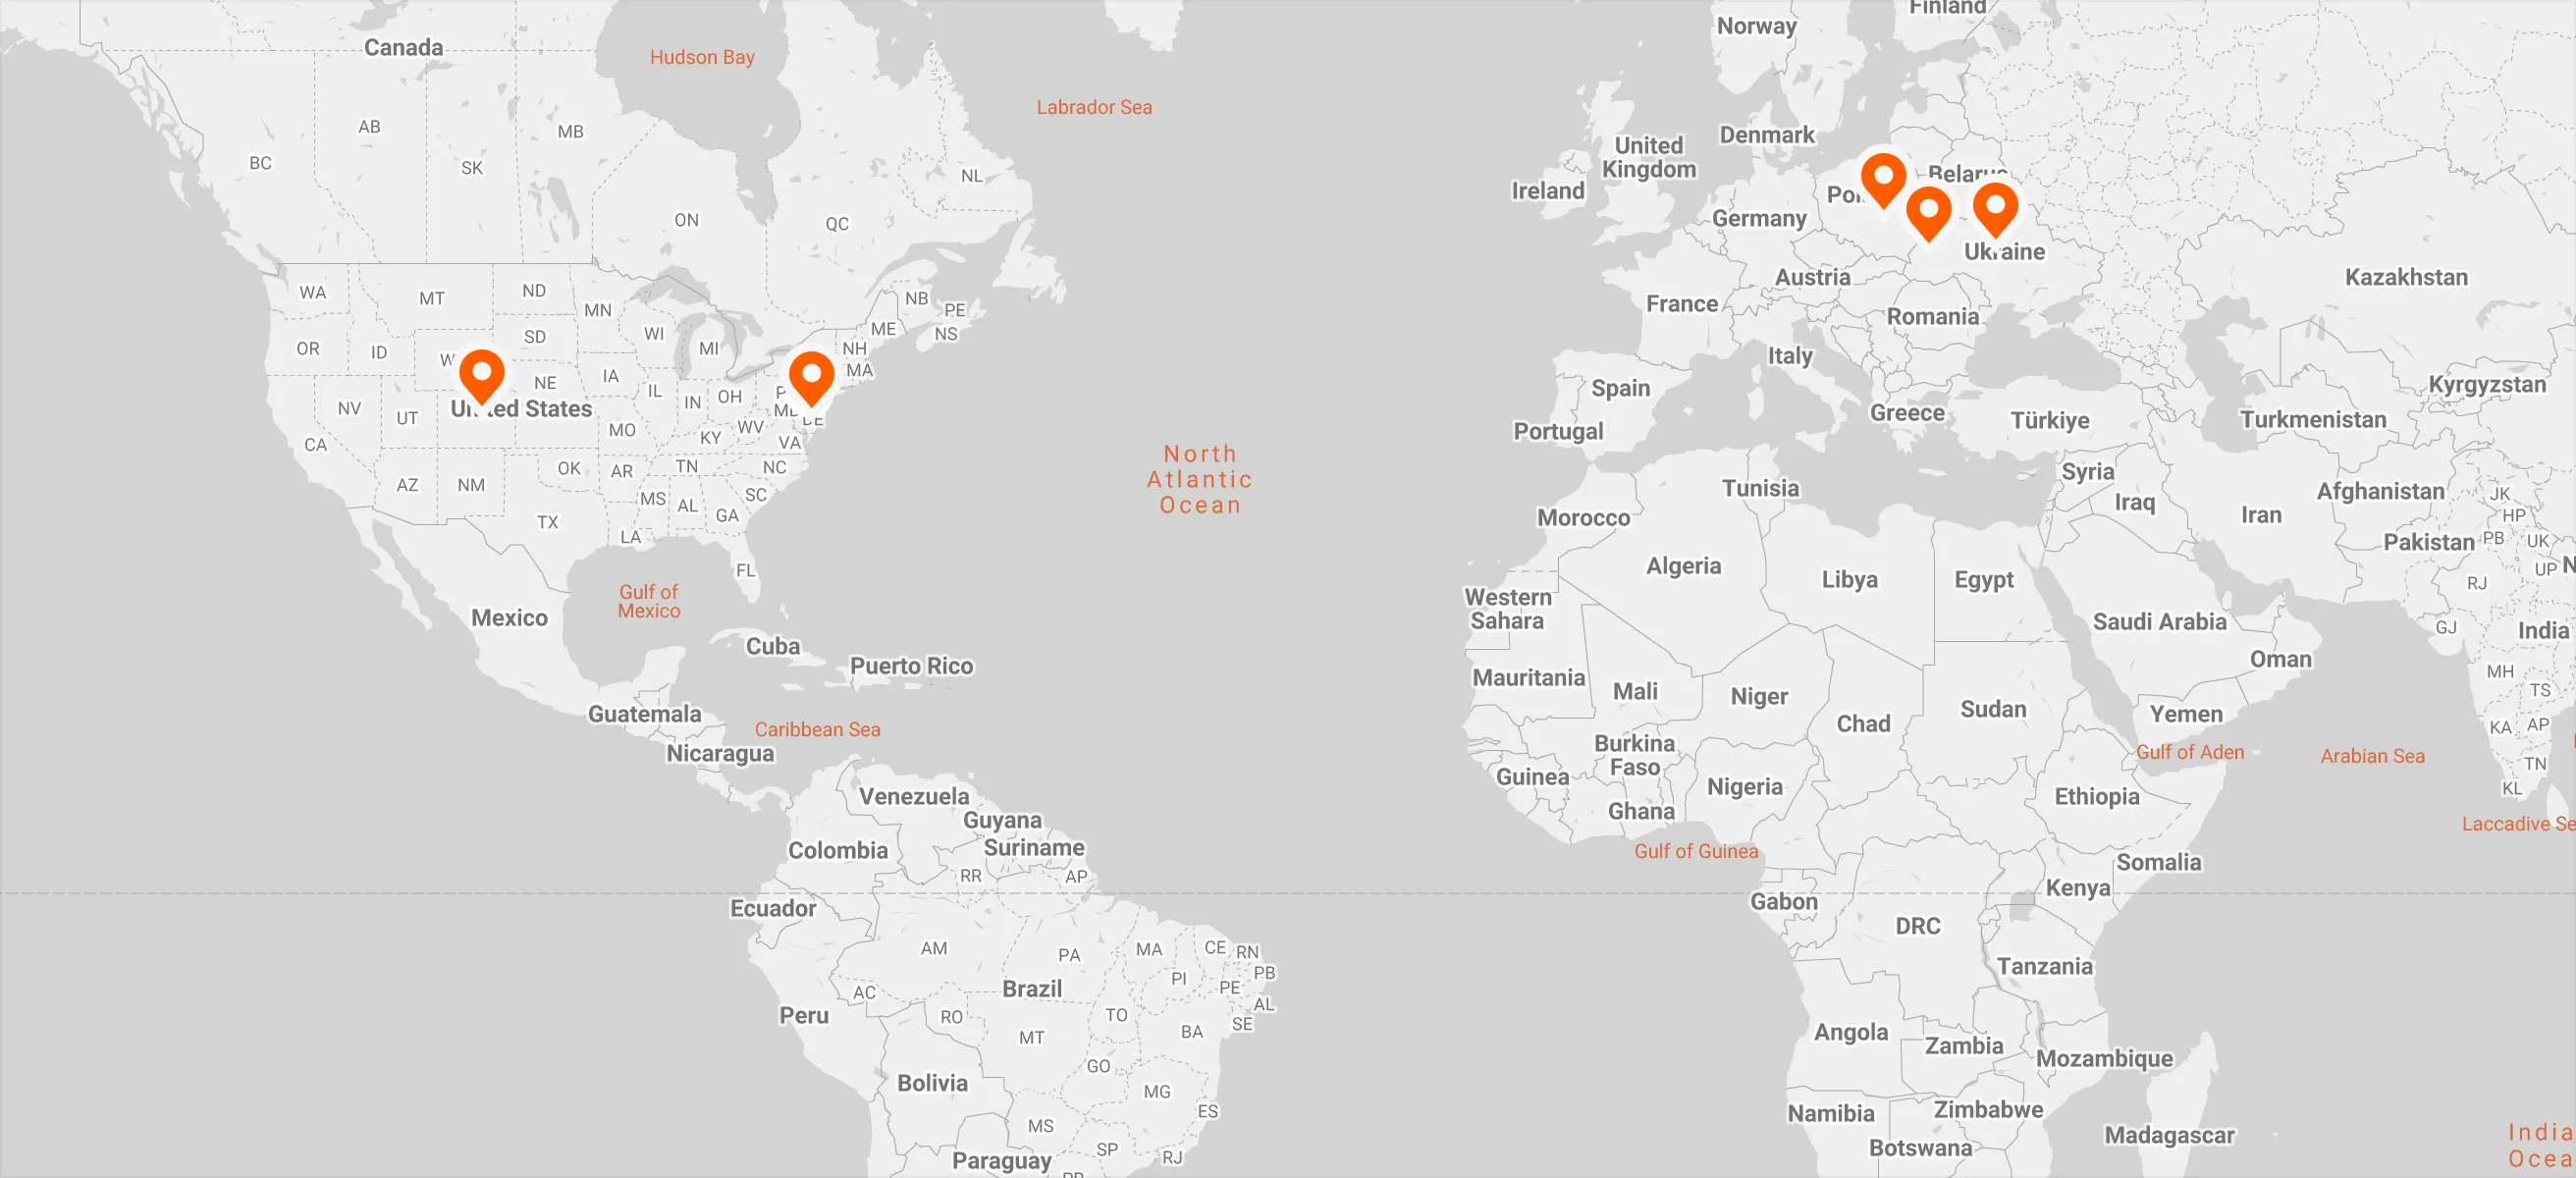 Canada
Hudson Bay
Labrador Sea
AB
MB
BC
SK
NL
ON
QC
WA
MT
ND
MN
NB
PE
OR
ID
SD
WI
MI
ME
NS
NH
MA
NE
IA
IL
IN
OH
NV
UT
United States
MO
KY
WV
VA
DE
CA
AZ
NM
OK
AR
TN
NC
MS
AL
SC
GA
TX
LA
FL
Gulf of
Mexico
Mexico
Cuba
Puerto Rico
Guatemala
Nicaragua
Caribbean Sea
North
Atlantic
Ocean
Venezuela
Guyana
Suriname
Colombia
RR
AP
Ecuador
AM
PA
MA
CE
RN
PB
PI
PE
AL
SE
AC
Brazil
RO
TO
BA
Peru
MT
GO
MG
Bolivia
ES
MS
SP
RJ
Paraguay
Finland
Norway
Denmark
United
Kingdom
Ireland
Belarus
Germany
Ukraine
Austria
France
Romania
Italy
Spain
Portugal
Greece
Türkiye
Kazakhstan
Kyrgyzstan
Turkmenistan
Syria
Iraq
Iran
Afghanistan
Pakistan
JK
HP
PB
UK
UP
N
RJ
GJ
India
MH
TS
KA
AP
TN
KL
Tunisia
Morocco
Algeria
Libya
Egypt
Western
Sahara
Saudi Arabia
Oman
Mauritania
Mali
Niger
Chad
Sudan
Yemen
Gulf of Aden
Arabian Sea
Burkina
Faso
Guinea
Ghana
Nigeria
Ethiopia
Laccadive Se
Gulf of Guinea
Somalia
Kenya
Gabon
DRC
Tanzania
Angola
Zambia
Mozambique
Namibia
Zimbabwe
Botswana
Madagascar
India
Ocea